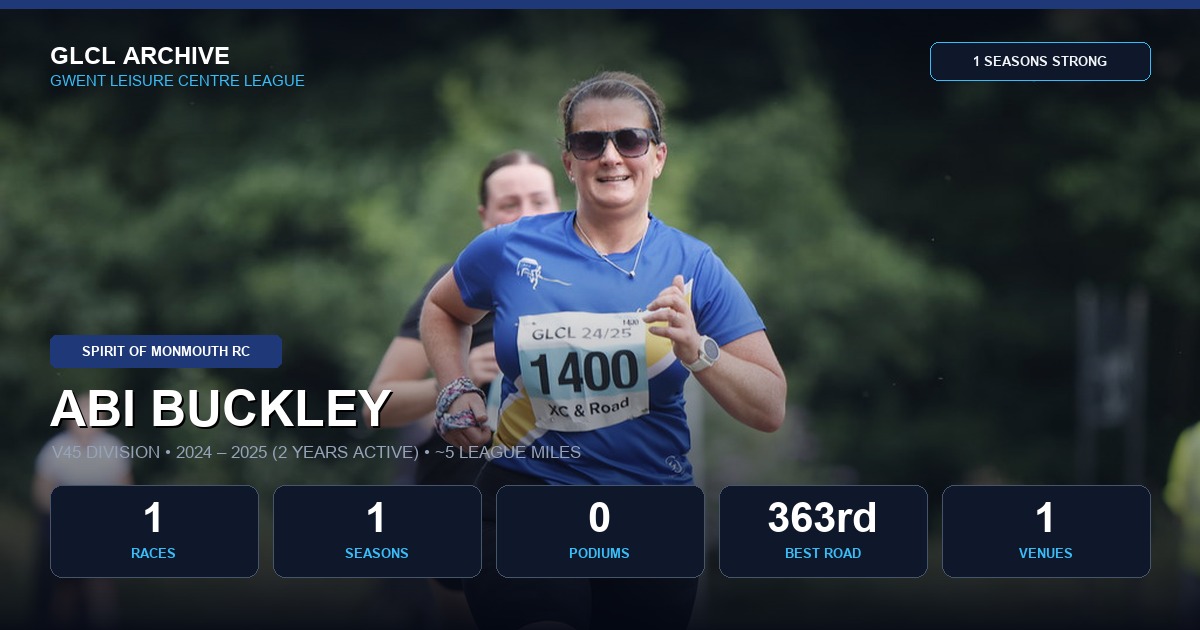 GLCL ARCHIVE
GWENT LEISURE CENTRE LEAGUE
1 SEASONS STRONG
GLCL 24/25
1400
XC & Road
SPIRIT OF MONMOUTH RC
ABI BUCKLEY
V45 DIVISION • 2024 – 2025 (2 YEARS ACTIVE) • ~5 LEAGUE MILES
1
RACES
1
SEASONS
0
PODIUMS
363rd
BEST ROAD
1
VENUES